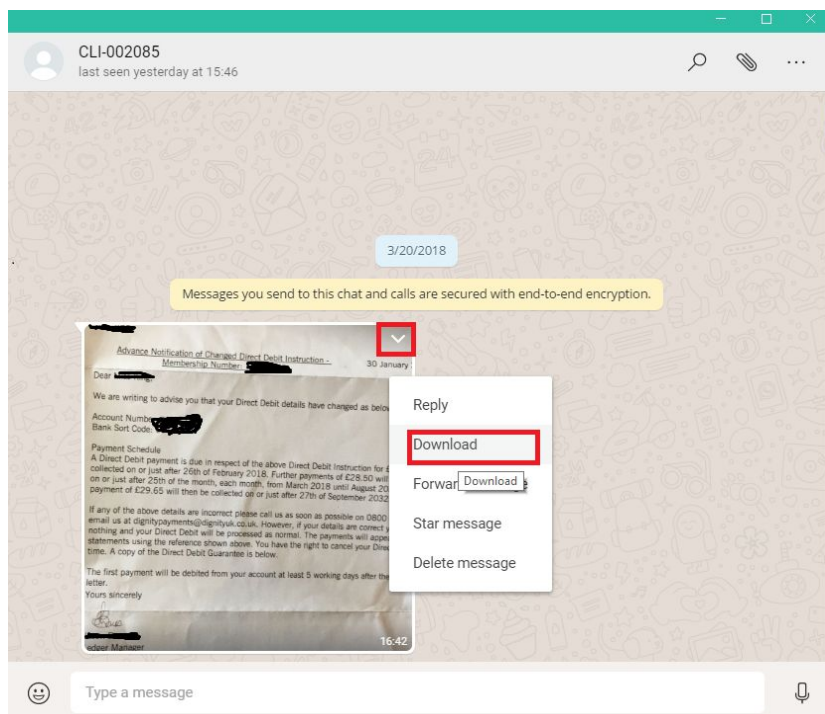 CLI-002085
last seen yesterday at 15:46
3/20/2018
Messages you send to this chat and calls are secured with end-to-end encryption.
Advance Notification of Changed Direct Debit Instruction -
Membership Number:
30 January
Dear
We are writing to advise you that your Direct Debit details have changed as below
Account Numbe
Bank Sort Code:
Payment Schedule
A Direct Debit payment is due in respect of the above Direct Debit Instruction for £
collected on or just after 26th of February 2018. Further payments of £28.50 will
on or just after 25th of the month, each month, from March 2018 until August 20
payment of £29.65 will then be collected on or just after 27th of September 2032
If any of the above details are incorrect please call us as soon as possible on 0800
email us at dignitypayments@dignityuk.co.uk. However, if your details are correct y
nothing and your Direct Debit will be processed as normal. The payments will appe
statements using the reference shown above. You have the right to cancel your Direc
time. A copy of the Direct Debit Guarantee is below.
The first payment will be debited from your account at least 5 working days after the
letter.
Yours sincerely
edger Manager
16:42
Reply
Download
Forwar
Download
Star message
Delete message
Type a message